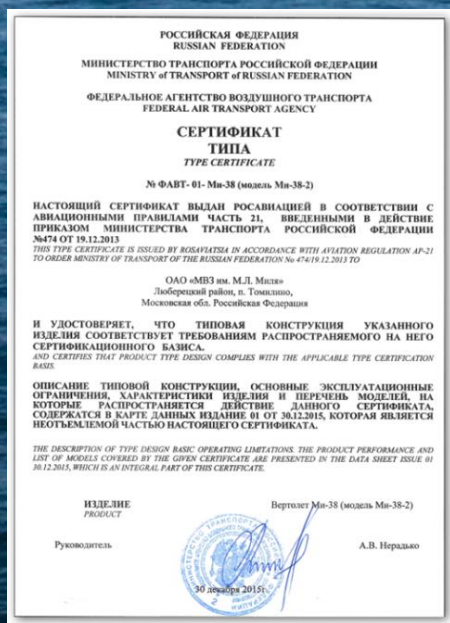 РОССИЙСКАЯ ФЕДЕРАЦИЯ
RUSSIAN FEDERATION
МИНИСТЕРСТВО ТРАНСПОРТА РОССИЙСКОЙ ФЕДЕРАЦИИ
MINISTRY of TRANSPORT of RUSSIAN FEDERATION
ФЕДЕРАЛЬНОЕ АГЕНТСТВО ВОЗДУШНОГО ТРАНСПОРТА
FEDERAL AIR TRANSPORT AGENCY
СЕРТИФИКАТ
ТИПА
TYPE CERTIFICATE
№ ФАВТ- 01- Ми-38 (модель Ми-38-2)
НАСТОЯЩИЙ СЕРТИФИКАТ ВЫДАН РОСАВИАЦИЕЙ В СООТВЕТСТВИИ С
АВИАЦИОННЫМИ ПРАВИЛАМИ ЧАСТЬ 21, ВВЕДЕННЫМИ В ДЕЙСТВИЕ
ПРИКАЗОМ МИНИСТЕРСТВА ТРАНСПОРТА РОССИЙСКОЙ ФЕДЕРАЦИИ
№474 ОТ 19.12.2013
THIS TYPE CERTIFICATE IS ISSUED BY ROSAVIATSIA IN ACCORDANCE WITH AVIATION REGULATION AP-21
TO ORDER MINISTRY OF TRANSPORT OF THE RUSSIAN FEDERATION No 474/19.12.2013 TO
ОАО «МВЗ им. М.Л. Миля»
Люберецкий район, п. Томилино,
Московская обл. Российская Федерация
И УДОСТОВЕРЯЕТ, ЧТО ТИПОВАЯ КОНСТРУКЦИЯ УКАЗАННОГО
ИЗДЕЛИЯ СООТВЕТСТВУЕТ ТРЕБОВАНИЯМ РАСПРОСТРАНЯЕМОГО НА НЕГО
СЕРТИФИКАЦИОННОГО БАЗИСА.
AND CERTIFIES THAT PRODUCT TYPE DESIGN COMPLIES WITH THE APPLICABLE TYPE CERTIFICATION
BASIS.
ОПИСАНИЕ ТИПОВОЙ КОНСТРУКЦИИ, ОСНОВНЫЕ ЭКСПЛУАТАЦИОННЫЕ
ОГРАНИЧЕНИЯ, ХАРАКТЕРИСТИКИ ИЗДЕЛИЯ И ПЕРЕЧЕНЬ МОДЕЛЕЙ, НА
КОТОРЫЕ РАСПРОСТРАНЯЕТСЯ ДЕЙСТВИЕ ДАННОГО СЕРТИФИКАТА,
СОДЕРЖАТСЯ В КАРТЕ ДАННЫХ ИЗДАНИЕ 01 ОТ 30.12.2015, КОТОРАЯ ЯВЛЯЕТСЯ
НЕОТЪЕМЛЕМОЙ ЧАСТЬЮ НАСТОЯЩЕГО СЕРТИФИКАТА.
THE DESCRIPTION OF TYPE DESIGN BASIC OPERATING LIMITATIONS. THE PRODUCT PERFORMANCE AND
LIST OF MODELS COVERED BY THE GIVEN CERTIFICATE ARE PRESENTED IN THE DATA SHEET ISSUE 01
30.12.2015, WHICH IS AN INTEGRAL PART OF THIS CERTIFICATE.
ИЗДЕЛИЕ Вертолет Ми-38 (модель Ми-38-2)
PRODUCT
Руководитель А.В. Нерадько
30 декабря 2015г.